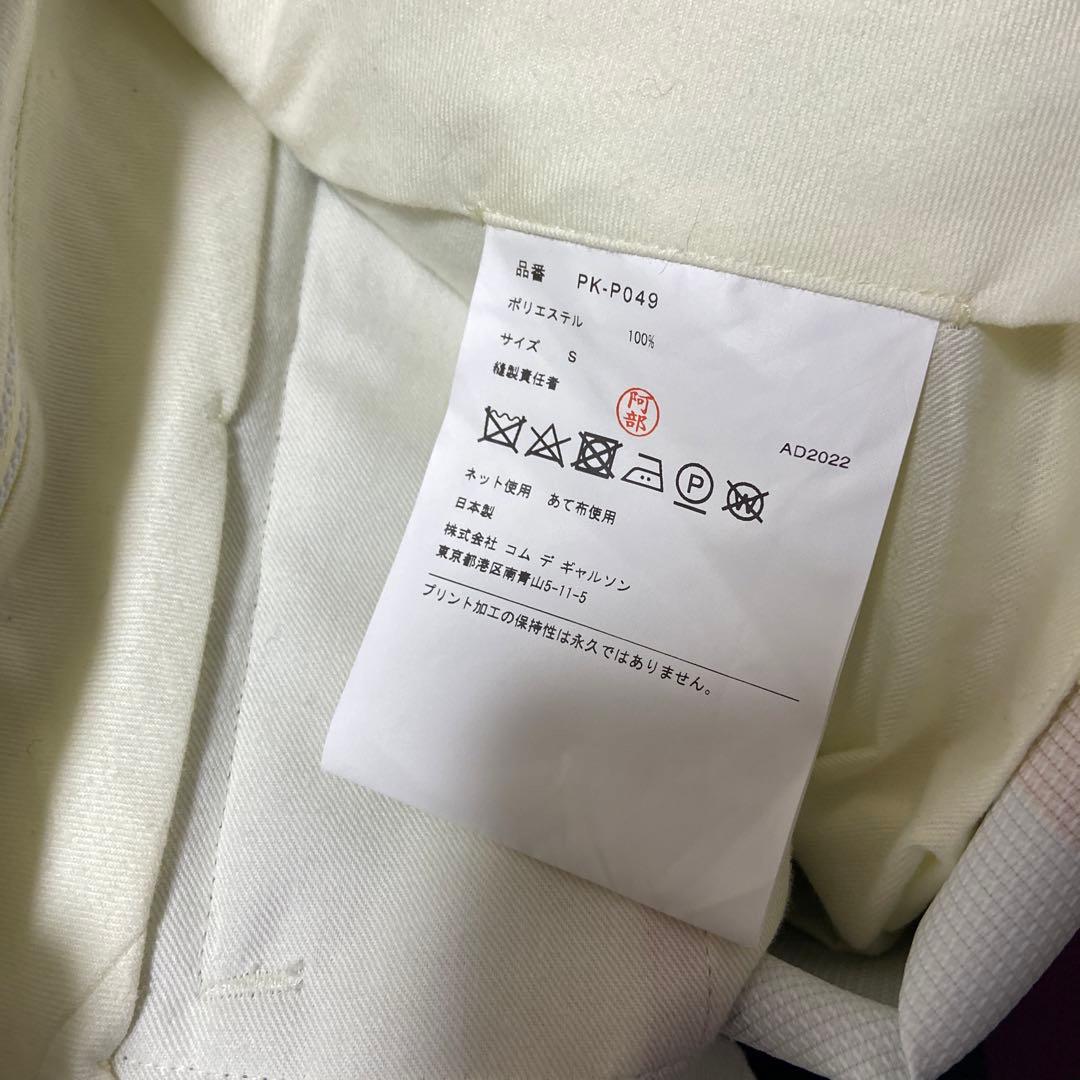 品番 PK-P049
ポリエステル 100%
サイズ S
縫製責任者
阿部
AD2022
P
W
ネット使用 あて布使用
日本製
株式会社 コム デ ギャルソン
東京都港区南青山5-11-5
プリント加工の保持性は永久ではありません。